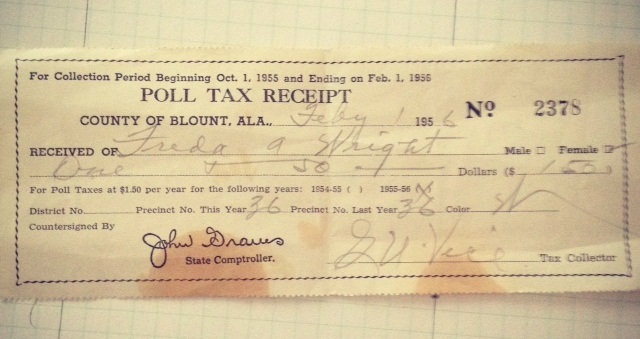 For Collection Period Beginning Oct. 1, 1955 and Ending on Feb. 1, 1956
POLL TAX RECEIPT
COUNTY OF BLOUNT, ALA., Feby 1 1956 Nº 2378
RECEIVED OF Freda A Wright Male ☐ Female ☑
One + 50 Dollars ($ 1.50)
For Poll Taxes at $1.50 per year for the following years: 1954-55 ( ) 1955-56 (X)
District No. Precinct No. This Year 36 Precinct No. Last Year 36 Color W
Countersigned By
John Graves
State Comptroller. Tax Collector